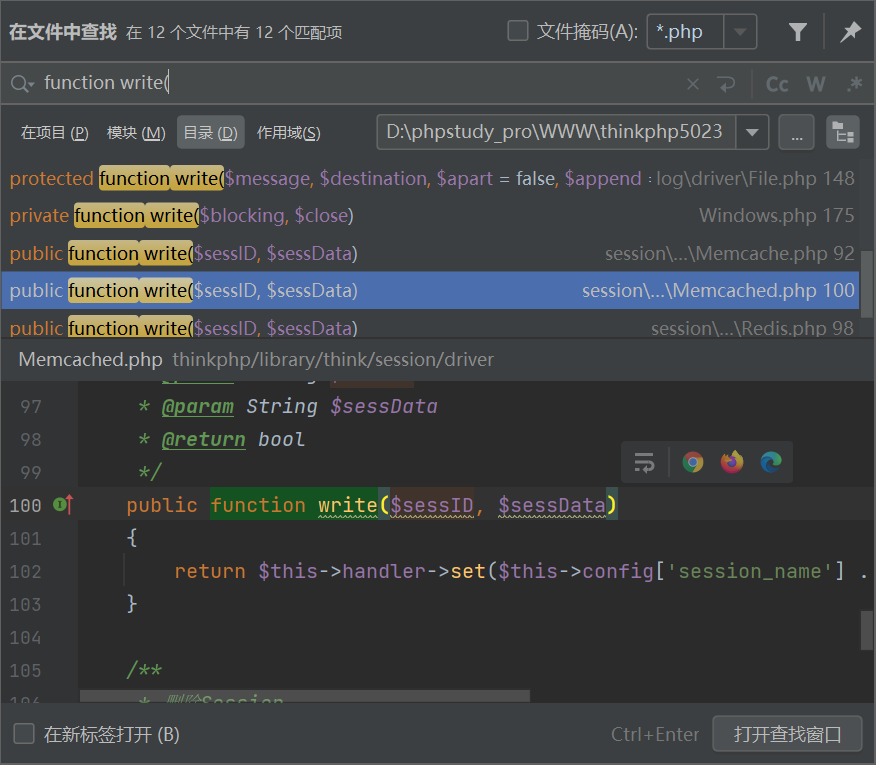 在文件中查找 在 12 个文件中有 12 个匹配项 文件掩码(A): *.php
function write( Cc W .*
在项目 (P) 模块 (M) 目录 (D) 作用域(S) D:\phpstudy_pro\WWW\thinkphp5023 ...
protected function write($message, $destination, $apart = false, $append : log\driver\File.php 148
private function write($blocking, $close) Windows.php 175
public function write($sessID, $sessData) session\...\Memcache.php 92
public function write($sessID, $sessData) session\...\Memcached.php 100
public function write($sessID, $sessData) session\...\Redis.php 98
Memcached.php thinkphp/library/think/session/driver
97 * @param String $sessData
98 * @return bool
99 */
100 public function write($sessID, $sessData)
101 {
102 return $this->handler->set($this->config['session_name'] .
103 }
104
105 /**
106 * 删除Session
在新标签打开 (B) Ctrl+Enter 打开查找窗口